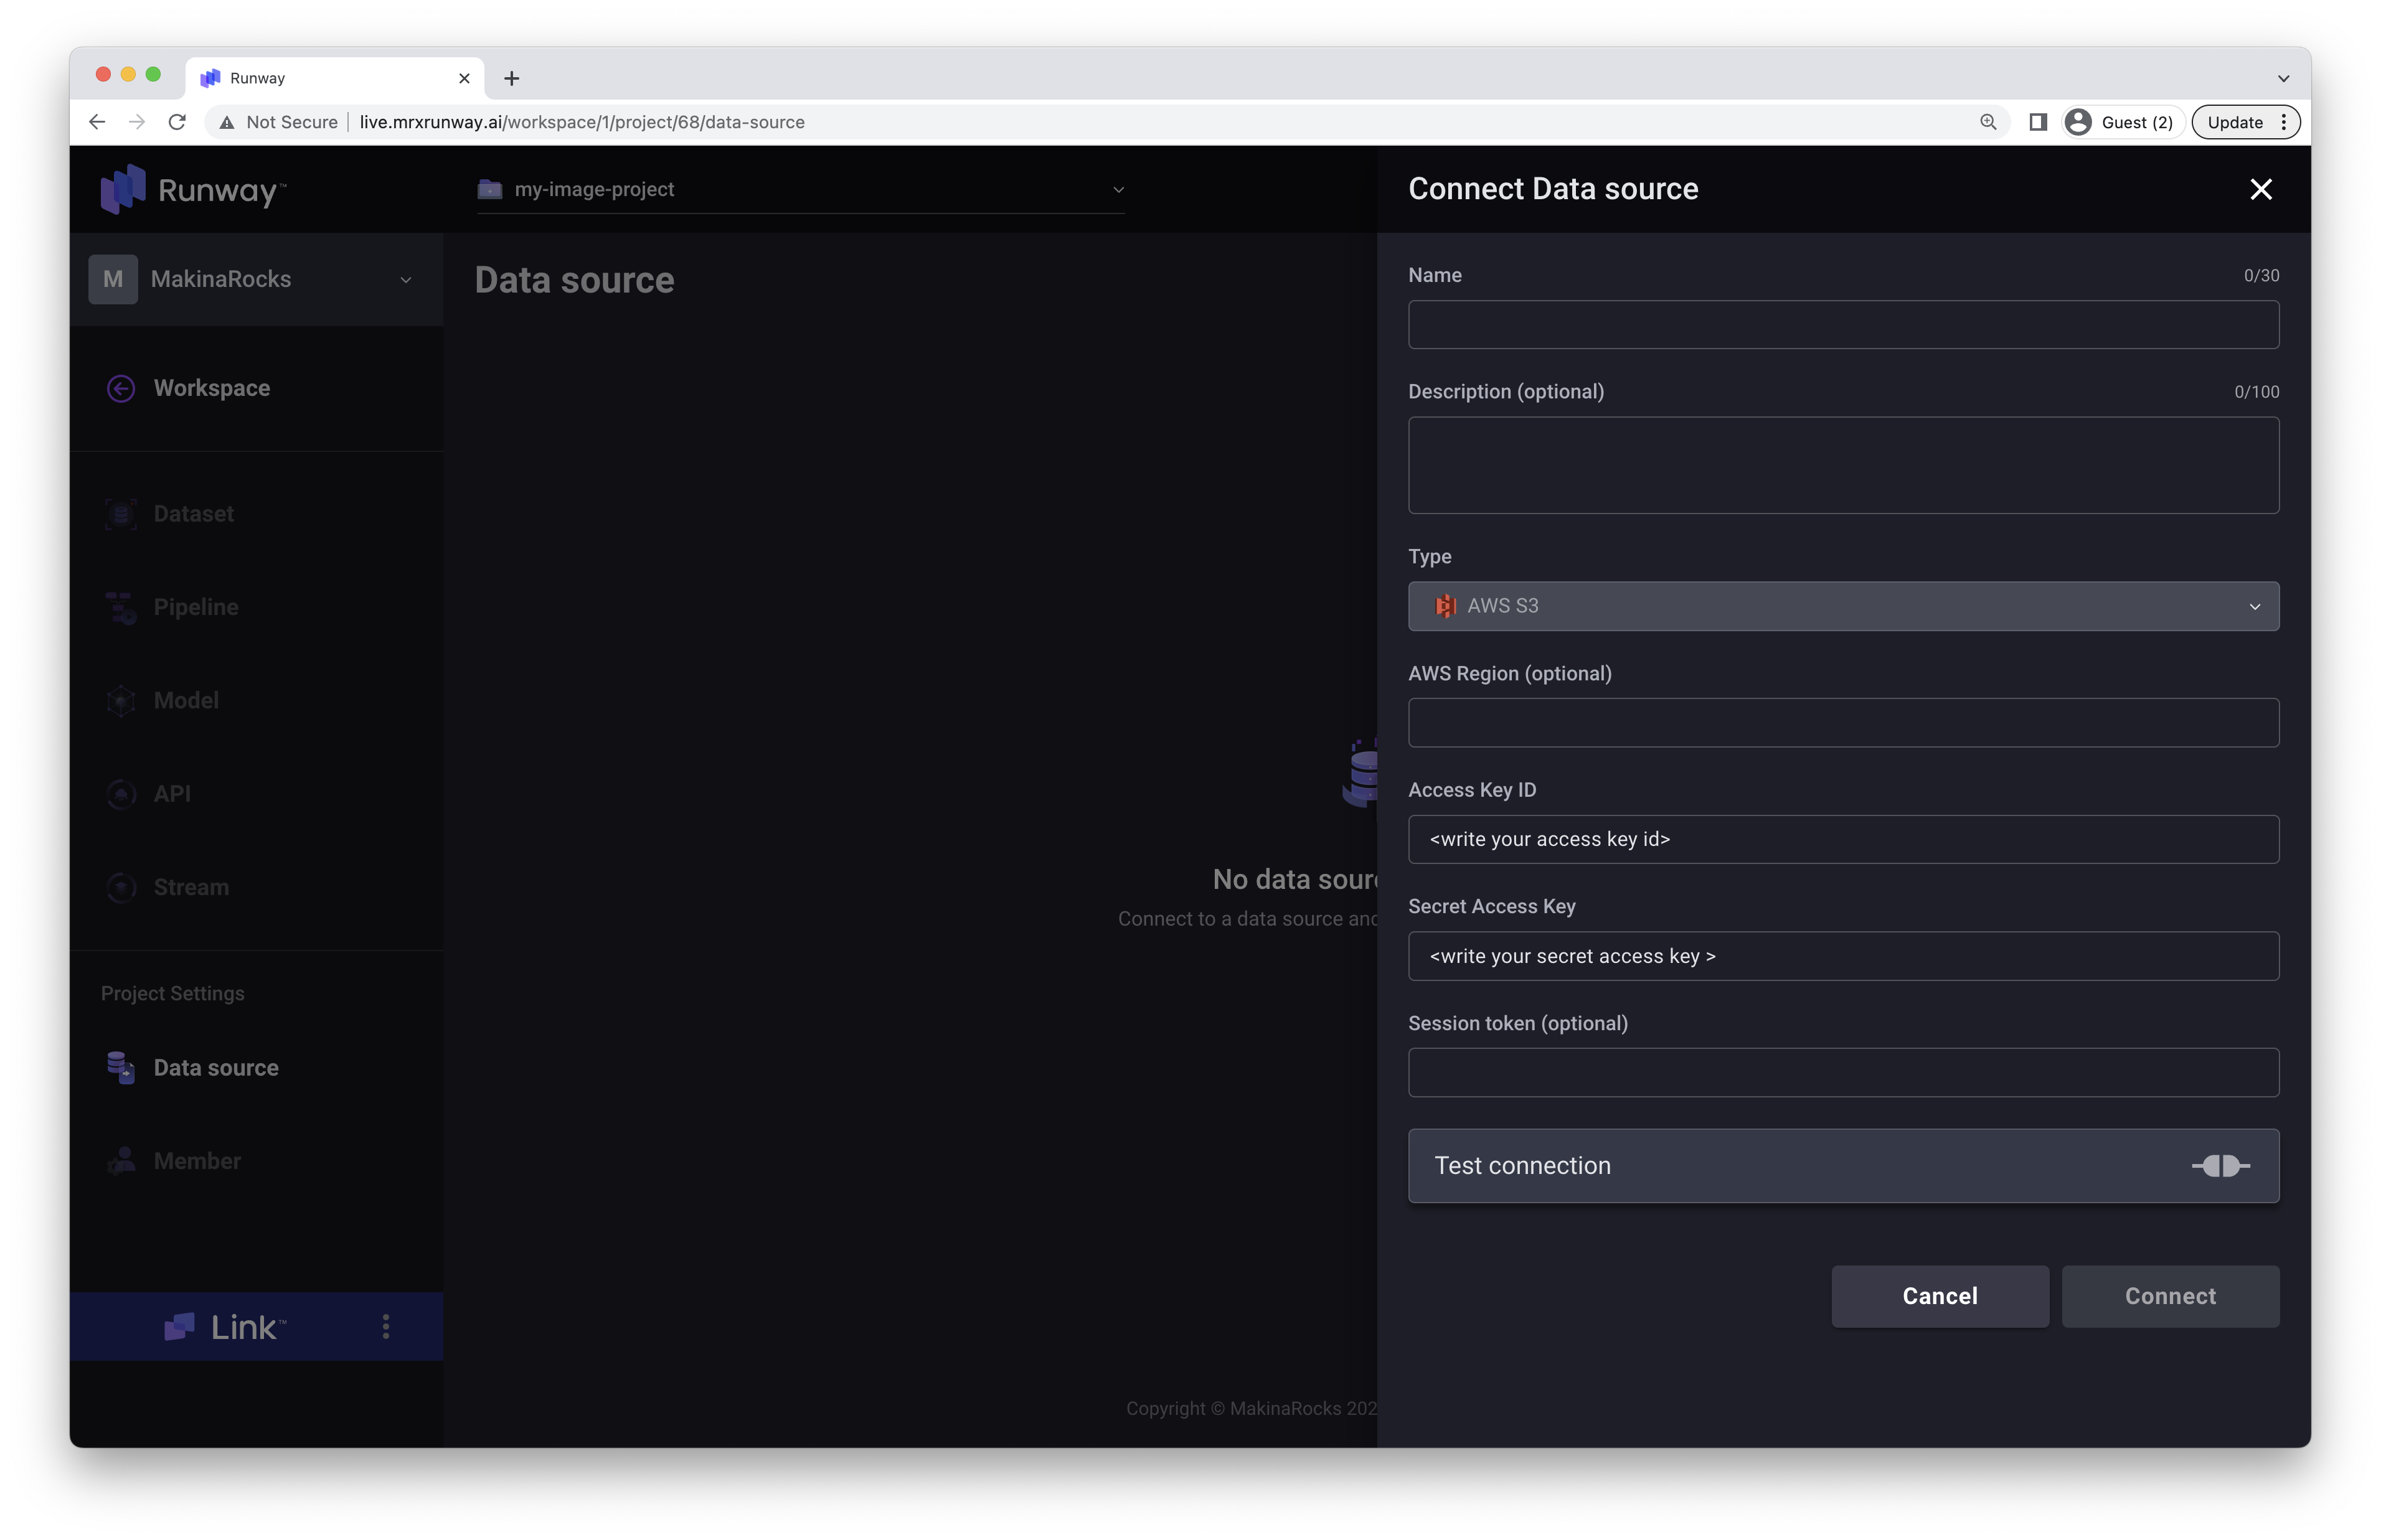 Runway
Not Secure
live.mrxrunway.ai/workspace/1/project/68/data-source
Guest (2)
Update
Runway™
my-image-project
Connect Data source
M
MakinaRocks
Data source
Workspace
Dataset
Pipeline
Model
API
Stream
Project Settings
Data source
Member
Link™
No data sour
Connect to a data source and
Copyright © MakinaRocks 202
Name
0/30
Description (optional)
0/100
Type
AWS S3
AWS Region (optional)
Access Key ID
<write your access key id>
Secret Access Key
<write your secret access key >
Session token (optional)
Test connection
Cancel
Connect